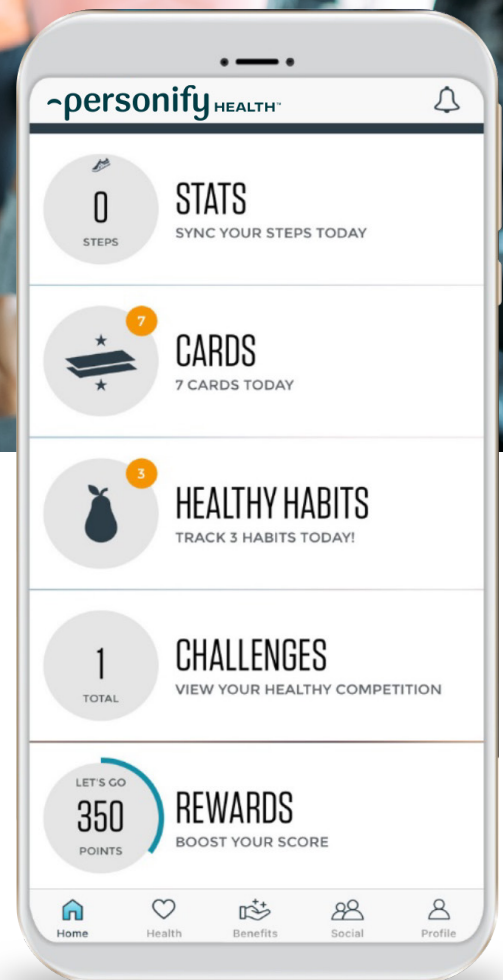 ~personify HEALTH™
0
STEPS
STATS
SYNC YOUR STEPS TODAY
7
CARDS
7 CARDS TODAY
3
HEALTHY HABITS
TRACK 3 HABITS TODAY!
1
TOTAL
CHALLENGES
VIEW YOUR HEALTHY COMPETITION
LET'S GO
350
POINTS
REWARDS
BOOST YOUR SCORE
Home Health Benefits Social Profile